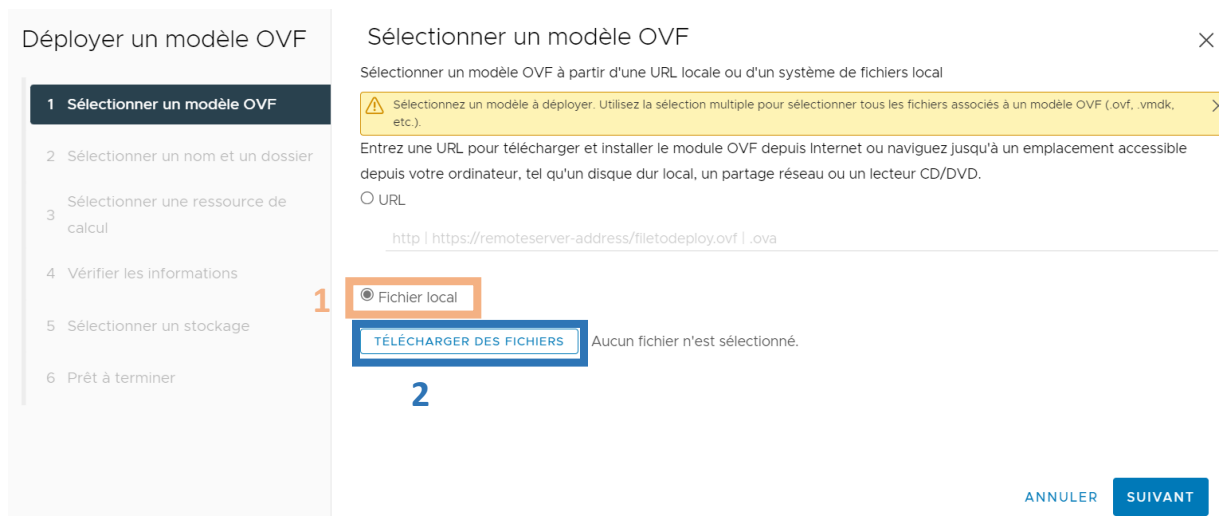 Déployer un modèle OVF
1 Sélectionner un modèle OVF
2 Sélectionner un nom et un dossier
3 Sélectionner une ressource de
calcul
4 Vérifier les informations
5 Sélectionner un stockage
6 Prêt à terminer
Sélectionner un modèle OVF
Sélectionner un modèle OVF à partir d'une URL locale ou d'un système de fichiers local
Sélectionnez un modèle à déployer. Utilisez la sélection multiple pour sélectionner tous les fichiers associés à un modèle OVF (.ovf, .vmdk,
etc.).
Entrez une URL pour télécharger et installer le module OVF depuis Internet ou naviguez jusqu'à un emplacement accessible
depuis votre ordinateur, tel qu'un disque dur local, un partage réseau ou un lecteur CD/DVD.
URL
http | https://remoteserver-address/filetodeploy.ovf | .ova
1
Fichier local
TÉLÉCHARGER DES FICHIERS Aucun fichier n'est sélectionné.
2
ANNULER SUIVANT